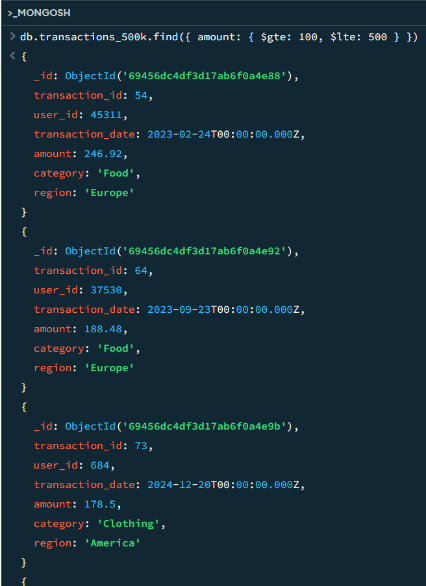 >_MONGOSH
> db.transactions_500k.find({ amount: { $gte: 100, $lte: 500 } })
< {
_id: ObjectId('69456dc4df3d17ab6f0a4e88'),
transaction_id: 54,
user_id: 45311,
transaction_date: 2023-02-24T00:00:00.000Z,
amount: 246.92,
category: 'Food',
region: 'Europe'
}
{
_id: ObjectId('69456dc4df3d17ab6f0a4e92'),
transaction_id: 64,
user_id: 37530,
transaction_date: 2023-09-23T00:00:00.000Z,
amount: 188.48,
category: 'Food',
region: 'Europe'
}
{
_id: ObjectId('69456dc4df3d17ab6f0a4e9b'),
transaction_id: 73,
user_id: 684,
transaction_date: 2024-12-20T00:00:00.000Z,
amount: 178.5,
category: 'Clothing',
region: 'America'
}
{